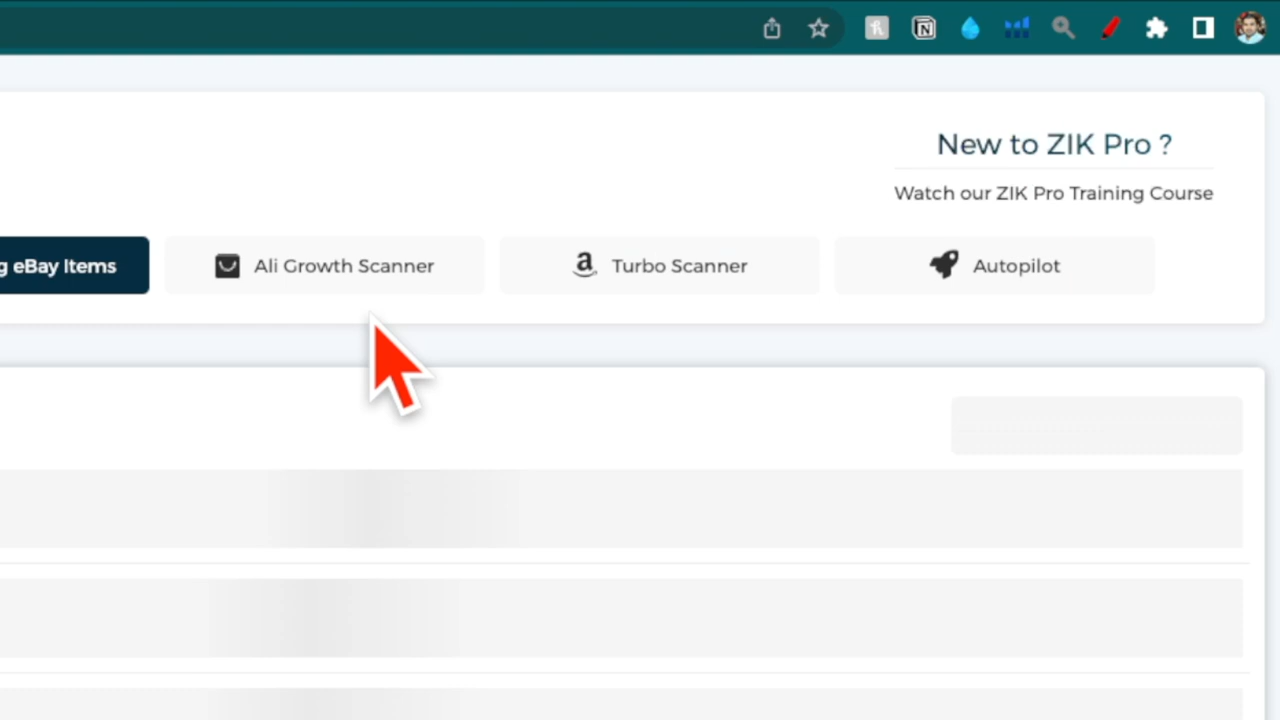 New to ZIK Pro ?
Watch our ZIK Pro Training Course
g eBay Items
Ali Growth Scanner
Turbo Scanner
Autopilot